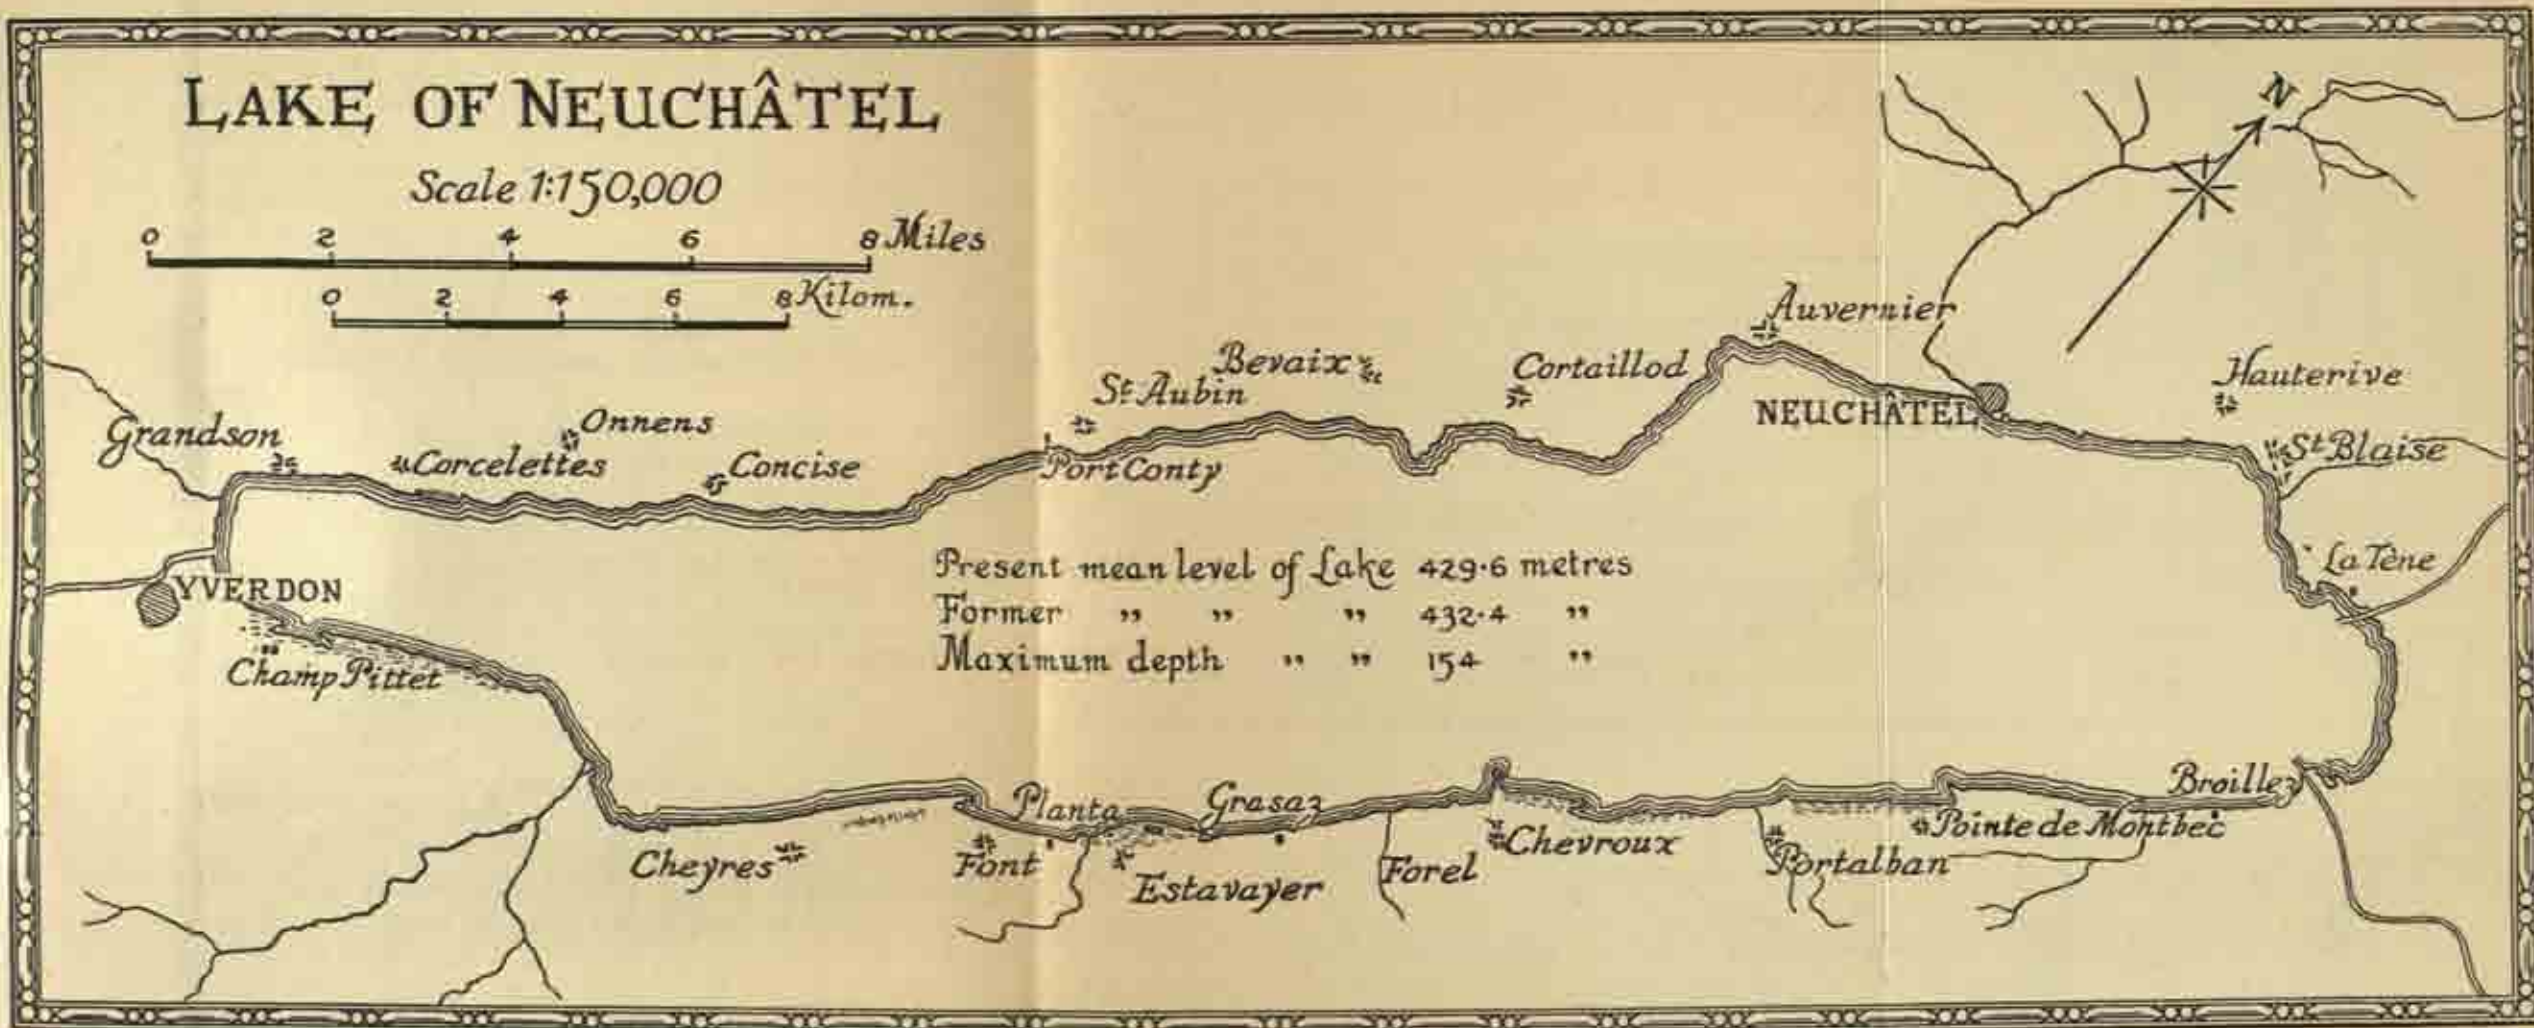 LAKE OF NEUCHÂTEL
Scale 1:150,000
0 2 4 6 8 Miles
0 2 4 6 8 Kilom.
N
Auvernier
Bevaix
Cortaillod
Hauterive
St. Aubin
NEUCHÂTEL
Grandson
Onnens
Corcelettes
Concise
Port Conty
St. Blaise
La Tène
YVERDON
Present mean level of Lake 429·6 metres
Former „ „ „ 432·4 „
Maximum depth „ „ 154 „
Champ Pittet
Planta
Grasaz
Broillez
Cheyres
Font
Estavayer
Forel
Chevroux
Portalban
Pointe de Montbec